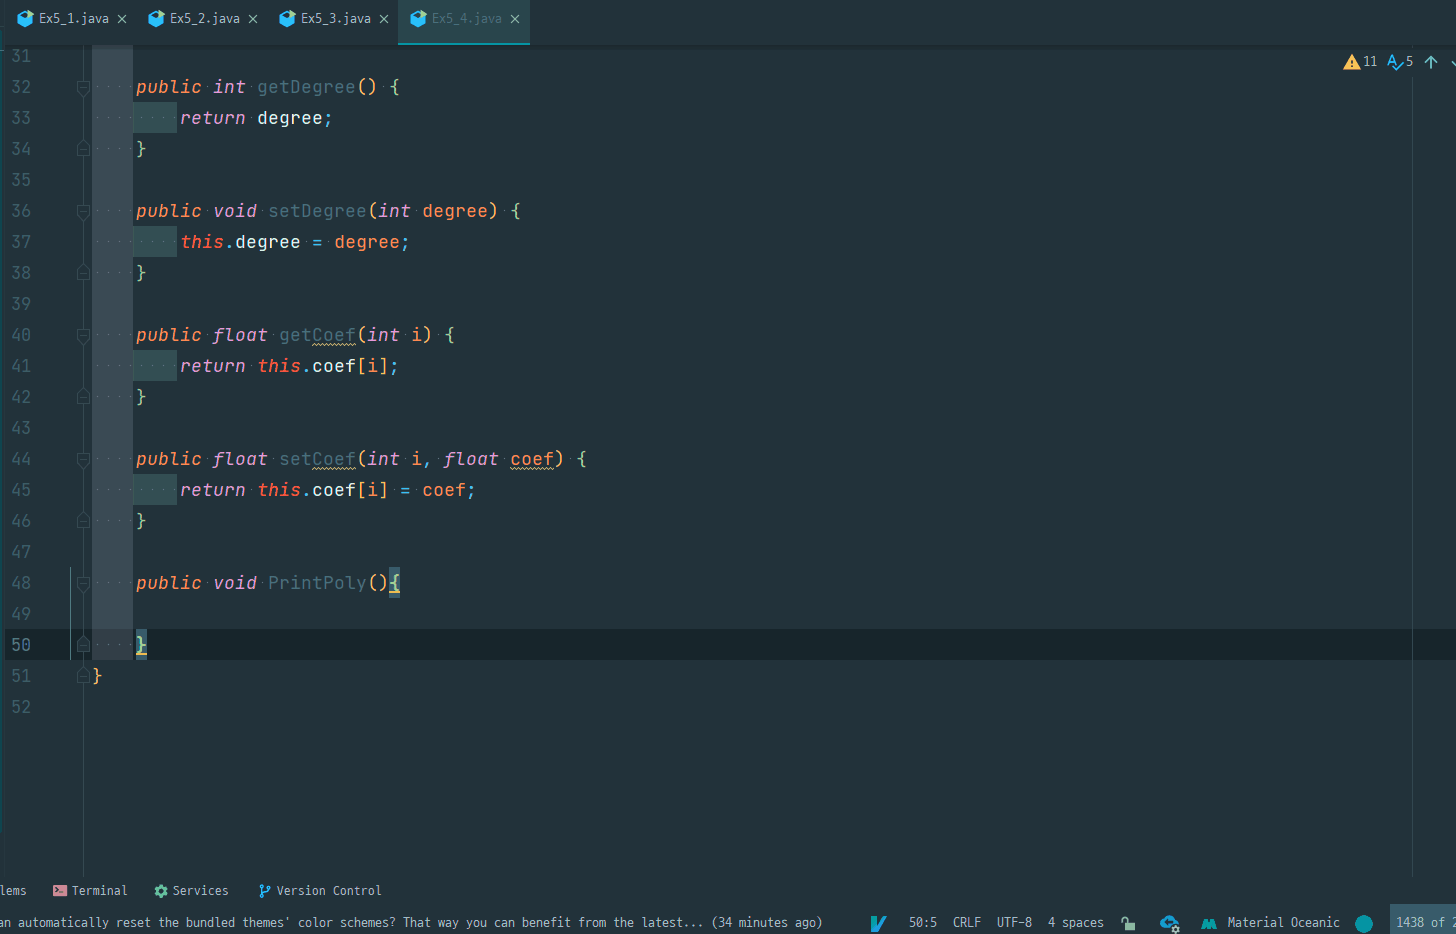 Ex5_1.java Ex5_2.java Ex5_3.java Ex5_4.java
11 5
31
32 public int getDegree() {
33 return degree;
34 }
35
36 public void setDegree(int degree) {
37 this.degree = degree;
38 }
39
40 public float getCoef(int i) {
41 return this.coef[i];
42 }
43
44 public float setCoef(int i, float coef) {
45 return this.coef[i] = coef;
46 }
47
48 public void PrintPoly(){
49
50 }
51 }
52
lems Terminal Services Version Control
an automatically reset the bundled themes' color schemes? That way you can benefit from the latest... (34 minutes ago) 50:5 CRLF UTF-8 4 spaces Material Oceanic 1438 of 2